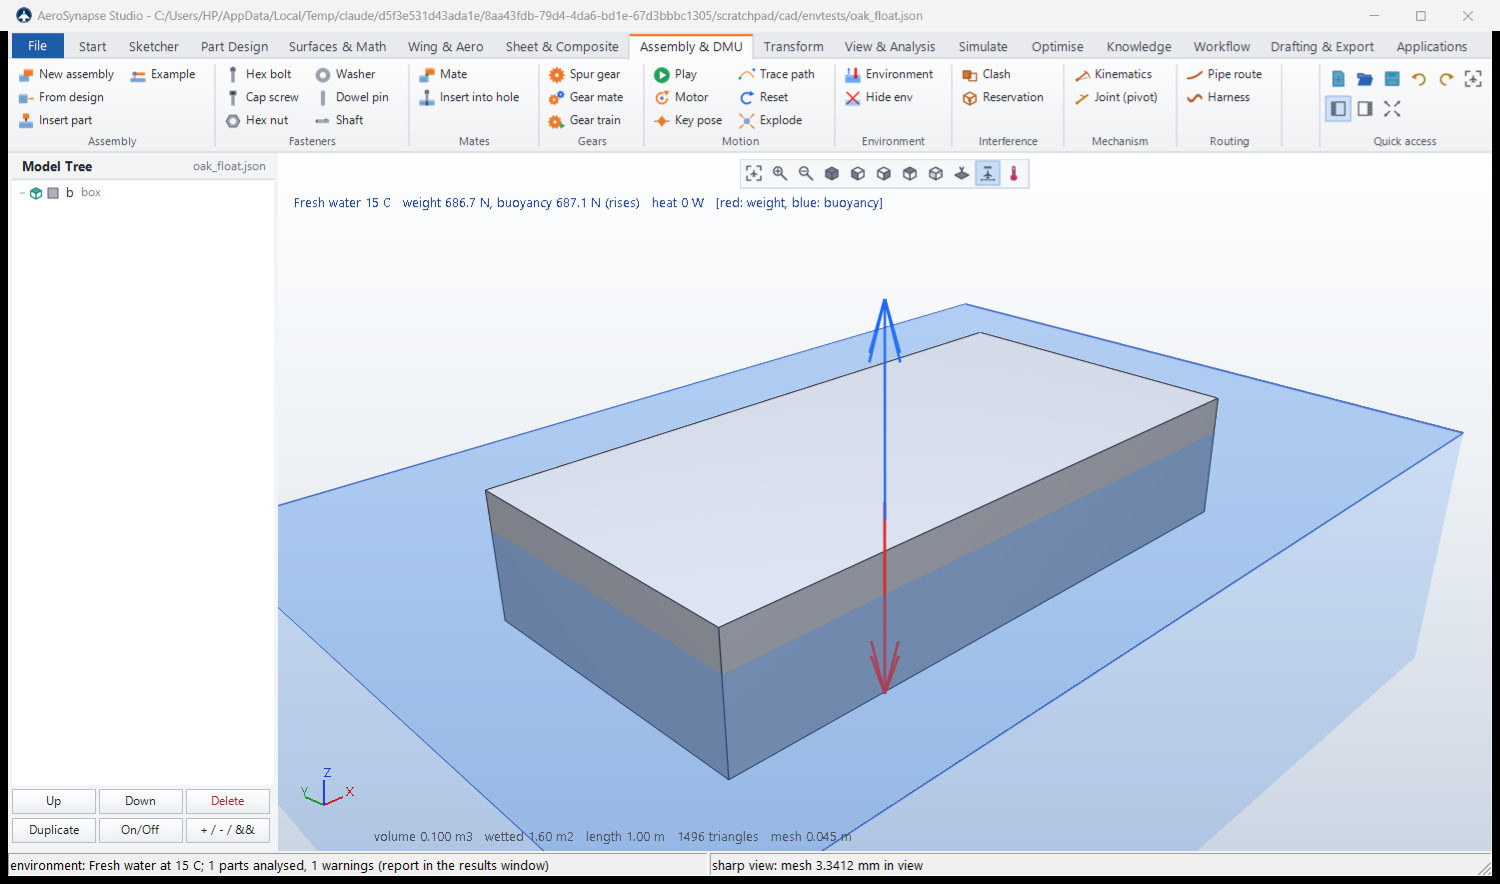 AeroSynapse Studio - C:/Users/HP/AppData/Local/Temp/claude/d5f3e531d43ada1e/8aa43fdb-79d4-4da6-bd1e-67d3bbbc1305/scratchpad/cad/envtests/oak_float.json
File Start Sketcher Part Design Surfaces & Math Wing & Aero Sheet & Composite Assembly & DMU Transform View & Analysis Simulate Optimise Knowledge Workflow Drafting & Export Applications
New assembly Example Hex bolt Washer Mate Spur gear Play Trace path Environment Clash Kinematics Pipe route
From design Cap screw Dowel pin Insert into hole Gear mate Motor Reset Hide env Reservation Joint (pivot) Harness
Insert part Hex nut Shaft Gear train Key pose Explode
Assembly Fasteners Mates Gears Motion Environment Interference Mechanism Routing Quick access
Model Tree oak_float.json
b box
Fresh water 15 C weight 686.7 N, buoyancy 687.1 N (rises) heat 0 W [red: weight, blue: buoyancy]
Z
Y X
Up Down Delete
Duplicate On/Off + / - / &&
volume 0.100 m3 wetted 1.60 m2 length 1.00 m 1496 triangles mesh 0.045 m
environment: Fresh water at 15 C; 1 parts analysed, 1 warnings (report in the results window) sharp view: mesh 3.3412 mm in view